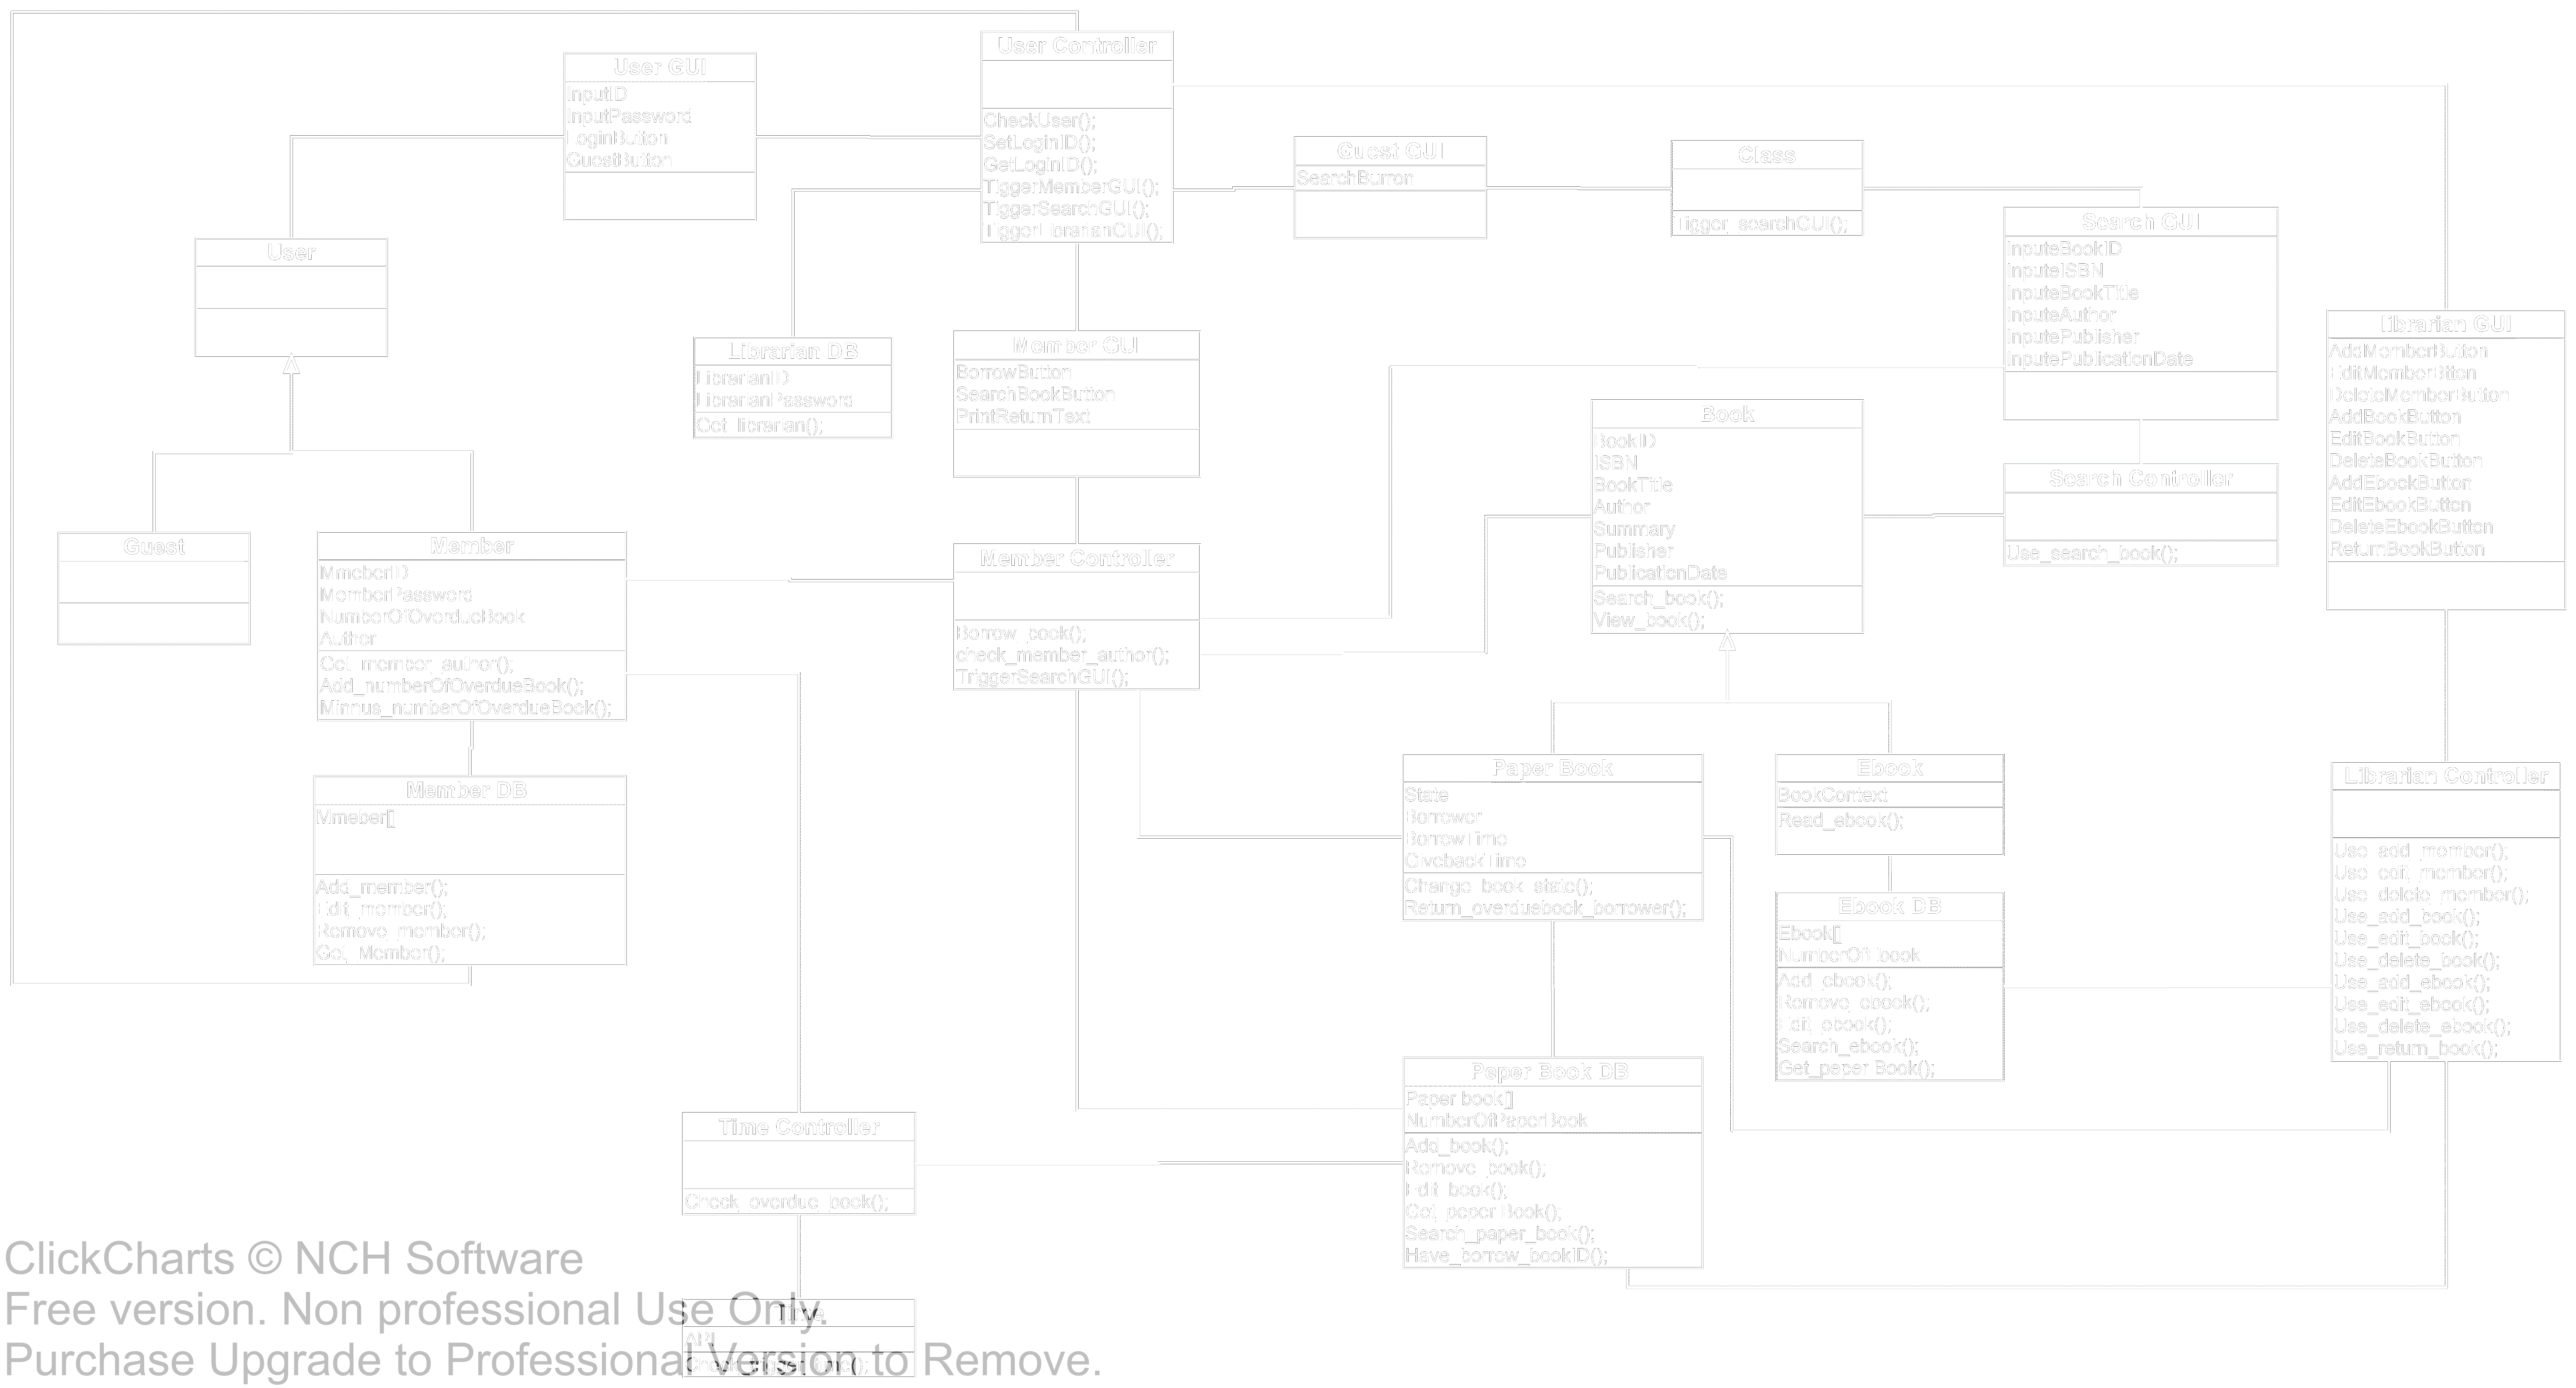 User Controller
CheckUser();
SetLoginID();
GetLoginID();
TiggerMemberGUI();
TiggerSearchGUI();
TiggerLibrarianGUI();
User GUI
InputID
InputPassword
LoginButton
GuestButton
Guest GUI
SearchBurron
Class
Tigger_searchGUI();
Search GUI
InputeBookID
InputeISBN
InputeBookTitle
InputeAuthor
InputePublisher
InputePublicationDate
User
librarian GUI
AddMemberButton
EditMemberBtton
DeleteMemberButton
AddBookButton
EditBookButton
DeleteBookButton
AddEbookButton
EditEbookButton
DeleteEbookButton
ReturnBookButton
Librarian DB
LibrarianID
LibrarianPassword
Get_librarian();
Member GUI
BorrowButton
SearchBookButton
PrintReturnText
Book
BookID
ISBN
BookTitle
Author
Summary
Publisher
PublicationDate
Search_book();
View_book();
Search Controller
Use_search_book();
Guest
Member
MmeberID
MemberPassword
NumberOfOverdueBook
Author
Get_member_author();
Add_numberOfOverdueBook();
Minnus_numberOfOverdueBook();
Member Controller
Borrow_book();
check_member_author();
TriggerSearchGUI();
Paper Book
State
Borrower
BorrowTime
GivebackTime
Change_book_state();
Return_overduebook_borrower();
Ebook
BookContext
Read_ebook();
Librarian Controller
Use_add_member();
Use_edit_member();
Use_delete_member();
Use_add_book();
Use_edit_book();
Use_delete_book();
Use_add_ebook();
Use_edit_ebook();
Use_delete_ebook();
Use_return_book();
Member DB
Mmeber[]
Add_member();
Edit_member();
Remove_member();
Get_Member();
Ebook DB
Ebook[]
NumberOfEbook
Add_ebook();
Remove_ebook();
Edit_ebook();
Search_ebook();
Get_peper Book();
Peper Book DB
Paper book[]
NumberOfPaperBook
Add_book();
Remove_book();
Edit_book();
Get_peper Book();
Search_paper_book();
Have_borrow_bookID();
Time Controller
Check_overdue_book();
Time
API
ClickCharts © NCH Software
Free version. Non professional Use Only.
Purchase Upgrade to Professional Version to Remove.